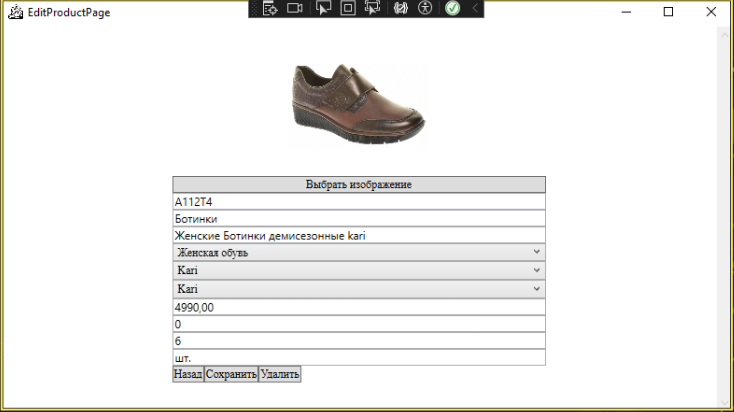 EditProductPage
Выбрать изображение
А112Т4
Ботинки
Женские Ботинки демисезонные kari
Женская обувь
Kari
Kari
4990,00
0
6
шт.
Назад Сохранить Удалить